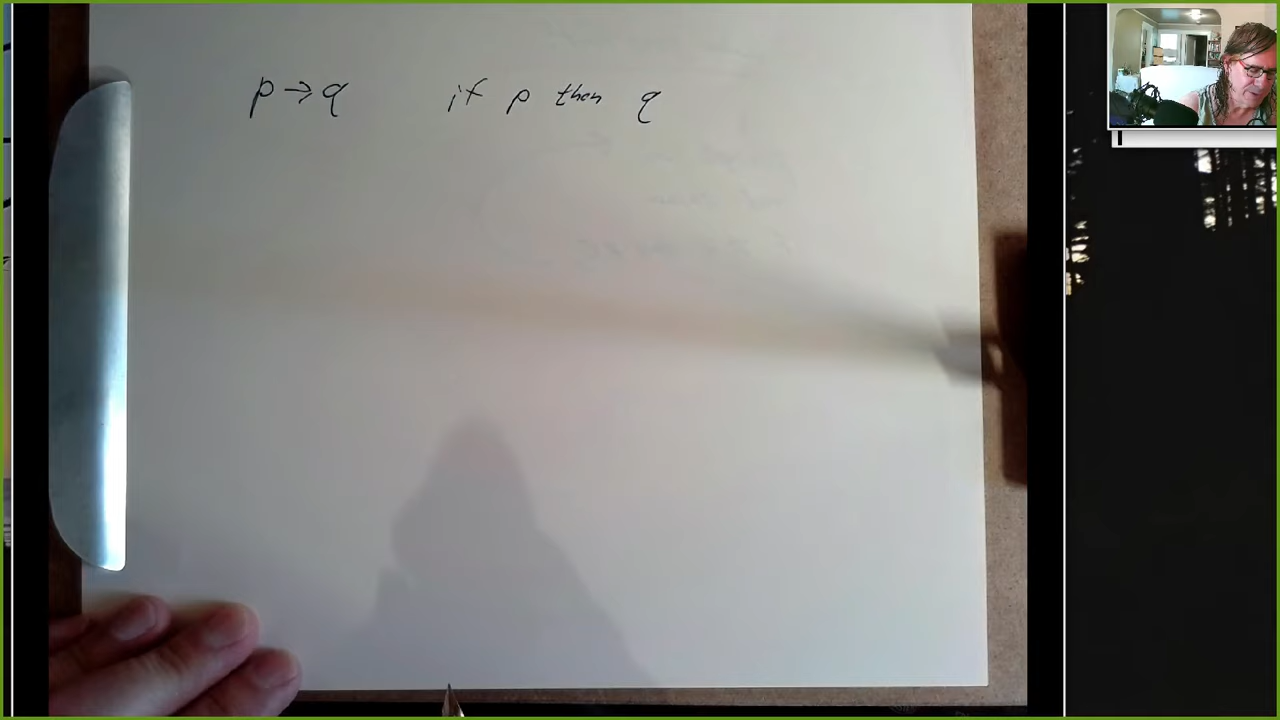 p → q if p then q